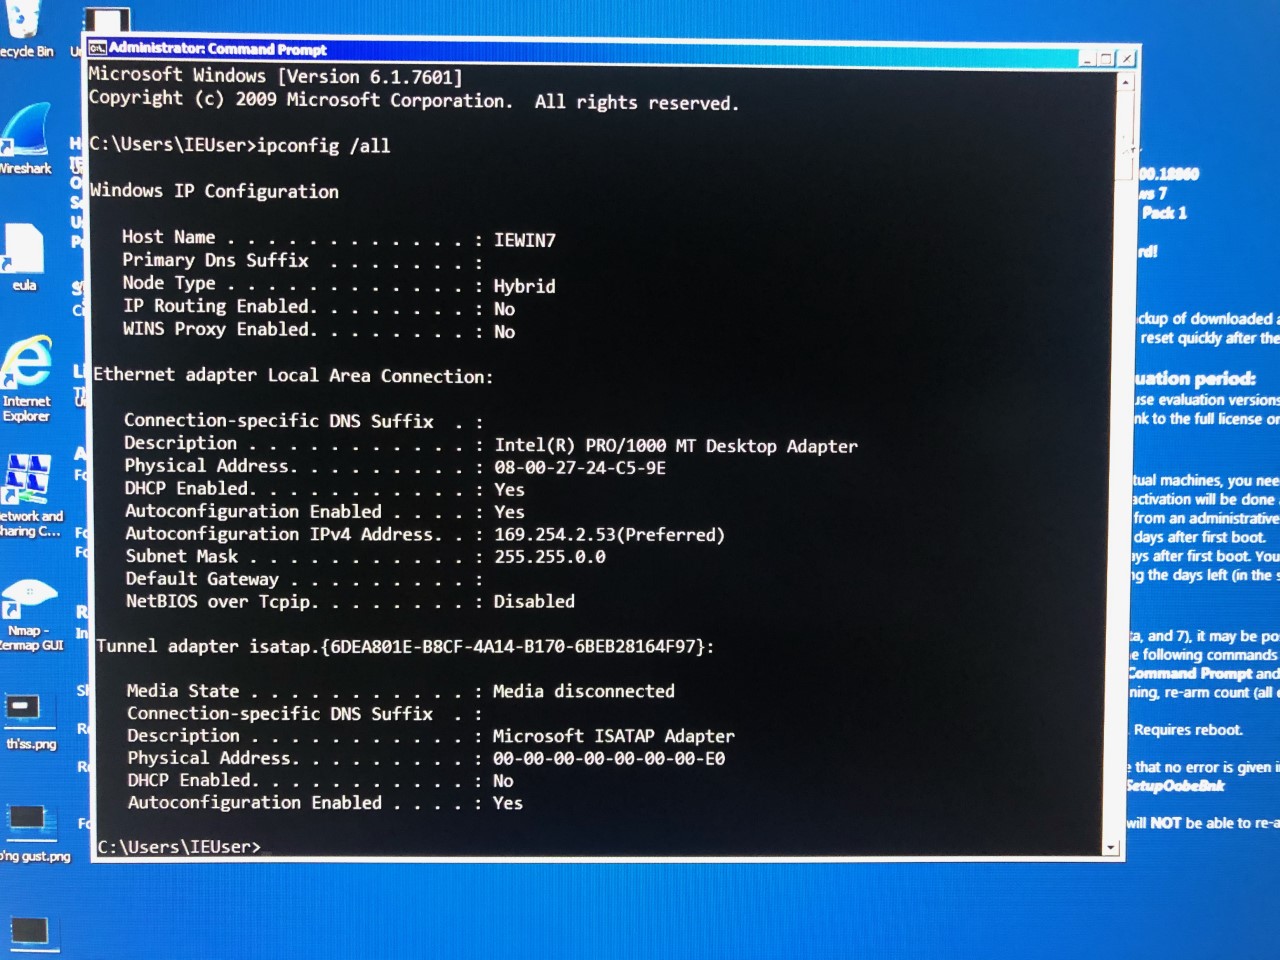 ecycle Bin
Administrator: Command Prompt
Microsoft Windows [Version 6.1.7601]
Copyright (c) 2009 Microsoft Corporation.  All rights reserved.
C:\Users\IEUser>ipconfig /all
Windows IP Configuration
Host Name . . . . . . . . . . . . : IEWIN7
Primary Dns Suffix  . . . . . . . :
Node Type . . . . . . . . . . . . : Hybrid
IP Routing Enabled. . . . . . . . : No
WINS Proxy Enabled. . . . . . . . : No
Ethernet adapter Local Area Connection:
Connection-specific DNS Suffix  . :
Description . . . . . . . . . . . : Intel(R) PRO/1000 MT Desktop Adapter
Physical Address. . . . . . . . . : 08-00-27-24-C5-9E
DHCP Enabled. . . . . . . . . . . : Yes
Autoconfiguration Enabled . . . . : Yes
Autoconfiguration IPv4 Address. . : 169.254.2.53(Preferred)
Subnet Mask . . . . . . . . . . . : 255.255.0.0
Default Gateway . . . . . . . . . :
NetBIOS over Tcpip. . . . . . . . : Disabled
Tunnel adapter isatap.{6DEA801E-B8CF-4A14-B170-6BEB28164F97}:
Media State . . . . . . . . . . . : Media disconnected
Connection-specific DNS Suffix  . :
Description . . . . . . . . . . . : Microsoft ISATAP Adapter
Physical Address. . . . . . . . . : 00-00-00-00-00-00-00-E0
DHCP Enabled. . . . . . . . . . . : No
Autoconfiguration Enabled . . . . : Yes
C:\Users\IEUser>
Wireshark
eula
Internet
Explorer
etwork and
haring C...
Nmap -
Zenmap GUI
th'ss.png
o'ng gust.png
00.18860
ws 7
Pack 1
rd!
ckup of downloaded
reset quickly after the
uation period:
use evaluation versions
nk to the full license or
tual machines, you nee
activation will be done
from an administrative
days after first boot.
ays after first boot. You
ng the days left (in the s
ta, and 7), it may be po
e following commands
Command Prompt and
ning, re-arm count (all
Requires reboot.
e that no error is given i
SetupOobeBnk
will NOT be able to re-a